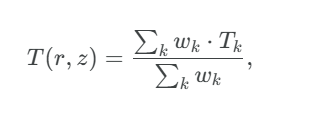 T(r, z) = \frac{\sum_k w_k \cdot T_k}{\sum_k w_k},